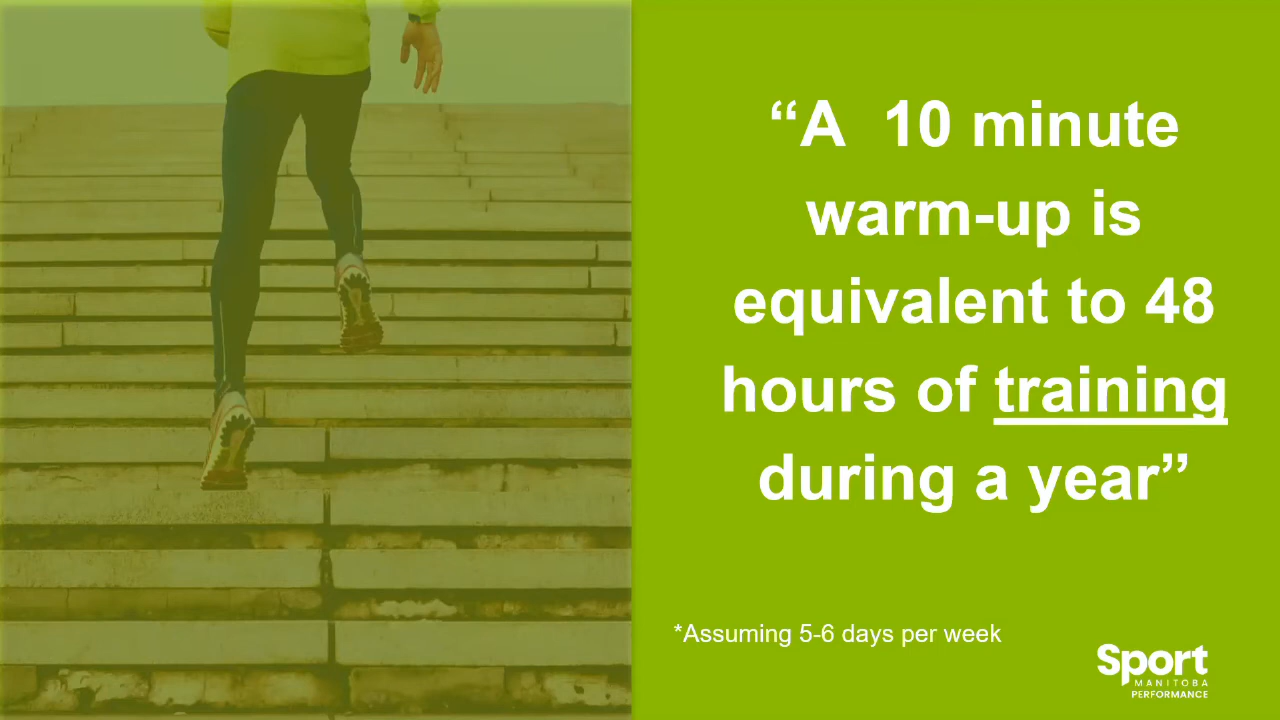 “A  10 minute
warm-up is
equivalent to 48
hours of training
during a year”
*Assuming 5-6 days per week
Sport
MANITOBA
PERFORMANCE